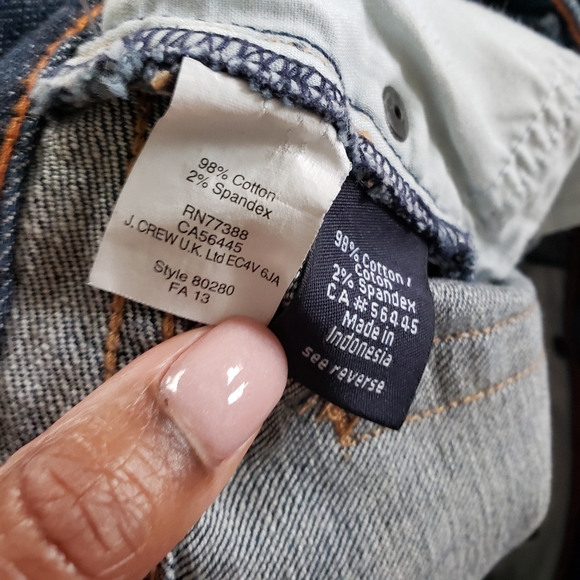 98% Cotton
2% Spandex
RN77388
CA56445
J.CREW U.K. Ltd EC4V 6JA
Style 80280
FA 13
98% Cotton /
Coton
2% Spandex
CA # 56445
Made in
Indonesia
see reverse